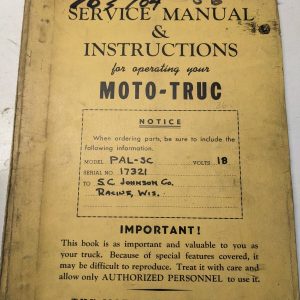 SERVICE MANUAL
&
INSTRUCTIONS
for operating your
MOTO-TRUC
NOTICE
When ordering parts, be sure to include the
following information.
MODEL PAL-SC VOLTS 18
SERIAL NO. 17321
TO S.C. JOHNSON CO.
RACINE, WIS.
IMPORTANT!
This book is as important and valuable to you as
your truck. Because of special features covered, it
may be difficult to reproduce. Treat it with care and
allow only AUTHORIZED PERSONNEL to use it.